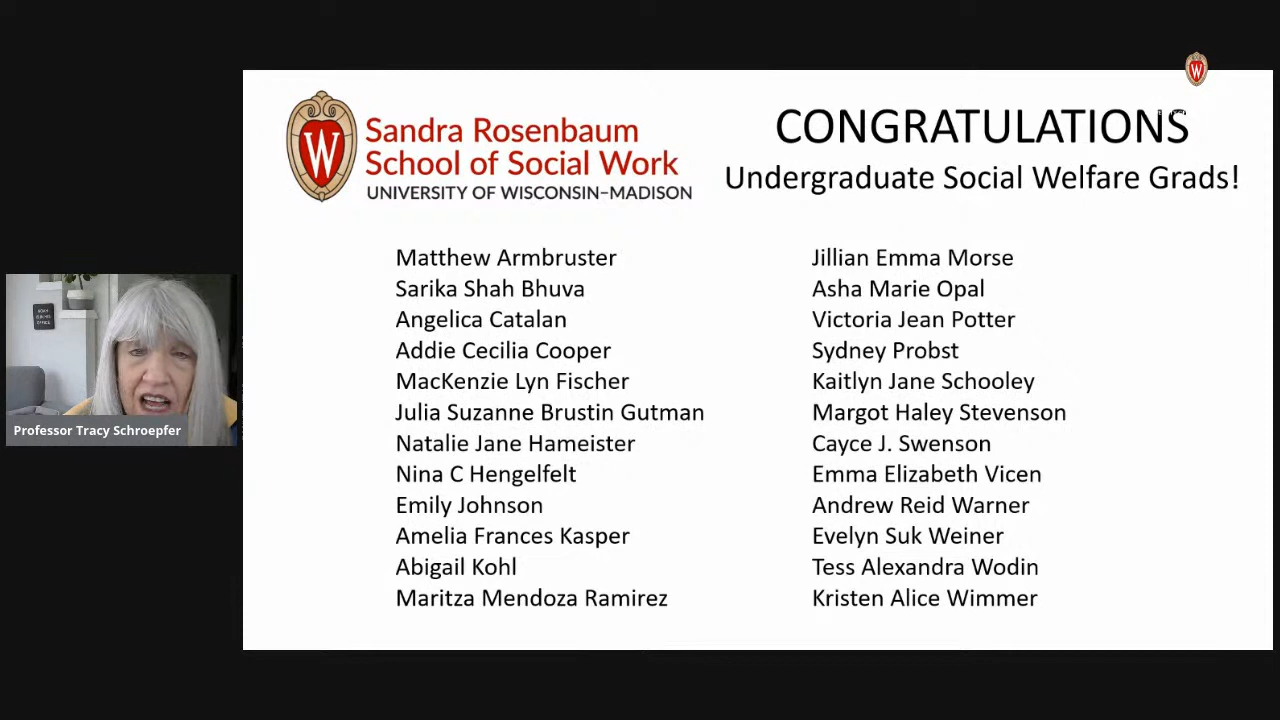 Sandra Rosenbaum
School of Social Work
UNIVERSITY OF WISCONSIN–MADISON
CONGRATULATIONS
Undergraduate Social Welfare Grads!
Matthew Armbruster
Sarika Shah Bhuva
Angelica Catalan
Addie Cecilia Cooper
MacKenzie Lyn Fischer
Julia Suzanne Brustin Gutman
Natalie Jane Hameister
Nina C Hengelfelt
Emily Johnson
Amelia Frances Kasper
Abigail Kohl
Maritza Mendoza Ramirez
Jillian Emma Morse
Asha Marie Opal
Victoria Jean Potter
Sydney Probst
Kaitlyn Jane Schooley
Margot Haley Stevenson
Cayce J. Swenson
Emma Elizabeth Vicen
Andrew Reid Warner
Evelyn Suk Weiner
Tess Alexandra Wodin
Kristen Alice Wimmer
Professor Tracy Schroepfer
W
W